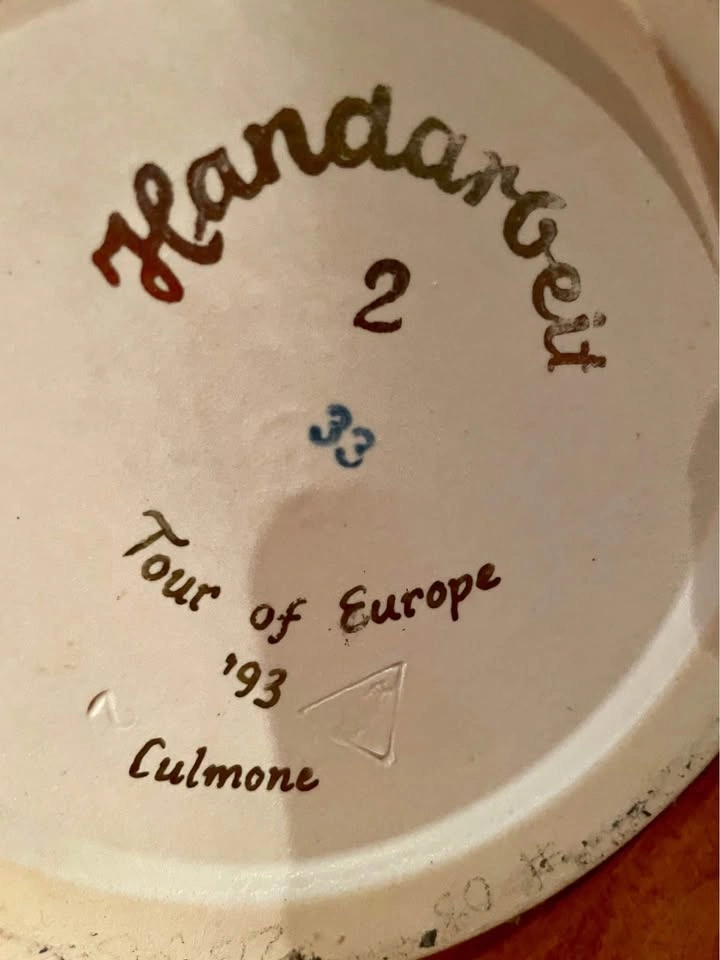 Handarbeit
2
33
Tour of Europe
'93
Culmone